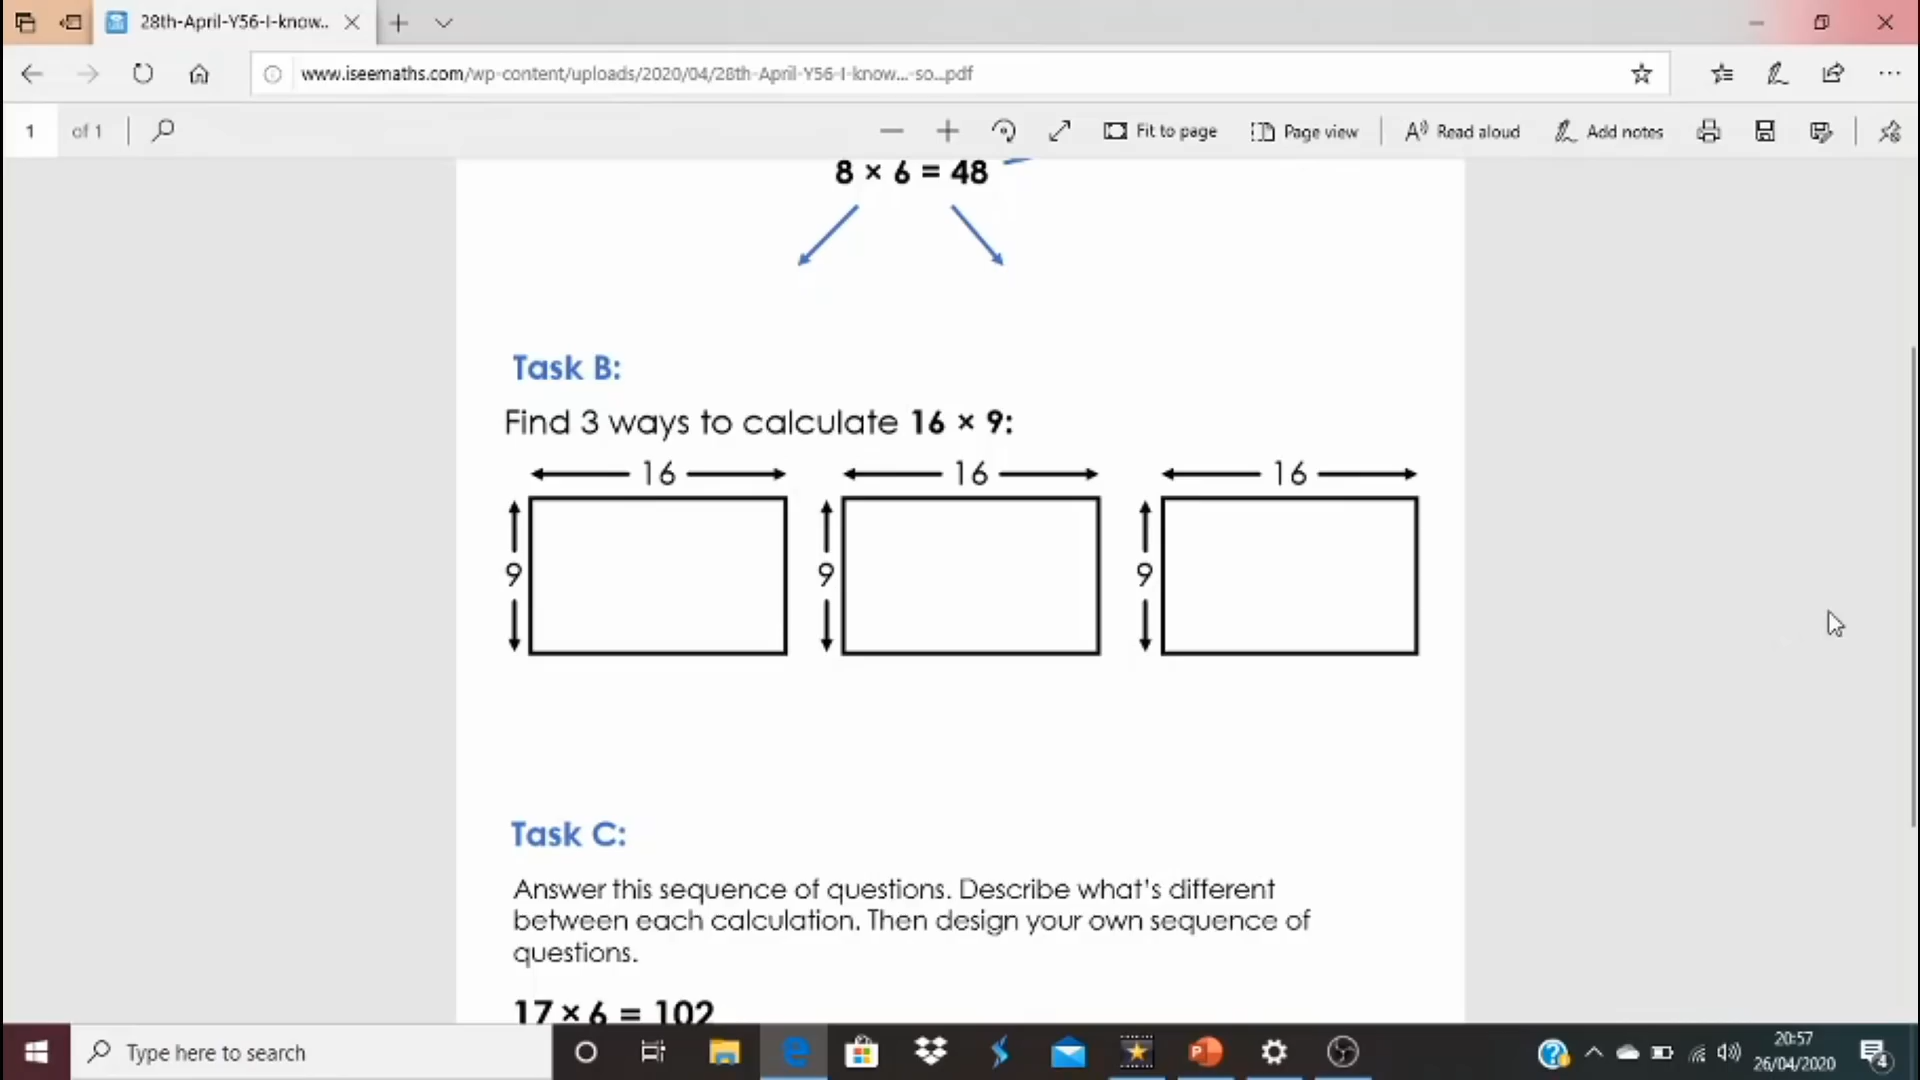 28th-April-Y56-I-know..
www.iseemaths.com/wp-content/uploads/2020/04/28th-April-Y56-I-know...-so...pdf
1 of 1 Fit to page Page view Read aloud Add notes
8 × 6 = 48
Task B:
Find 3 ways to calculate 16 × 9:
16 16 16
9 9 9
Task C:
Answer this sequence of questions. Describe what's different
between each calculation. Then design your own sequence of
questions.
17 × 6 = 102
Type here to search
20:57
26/04/2020
4